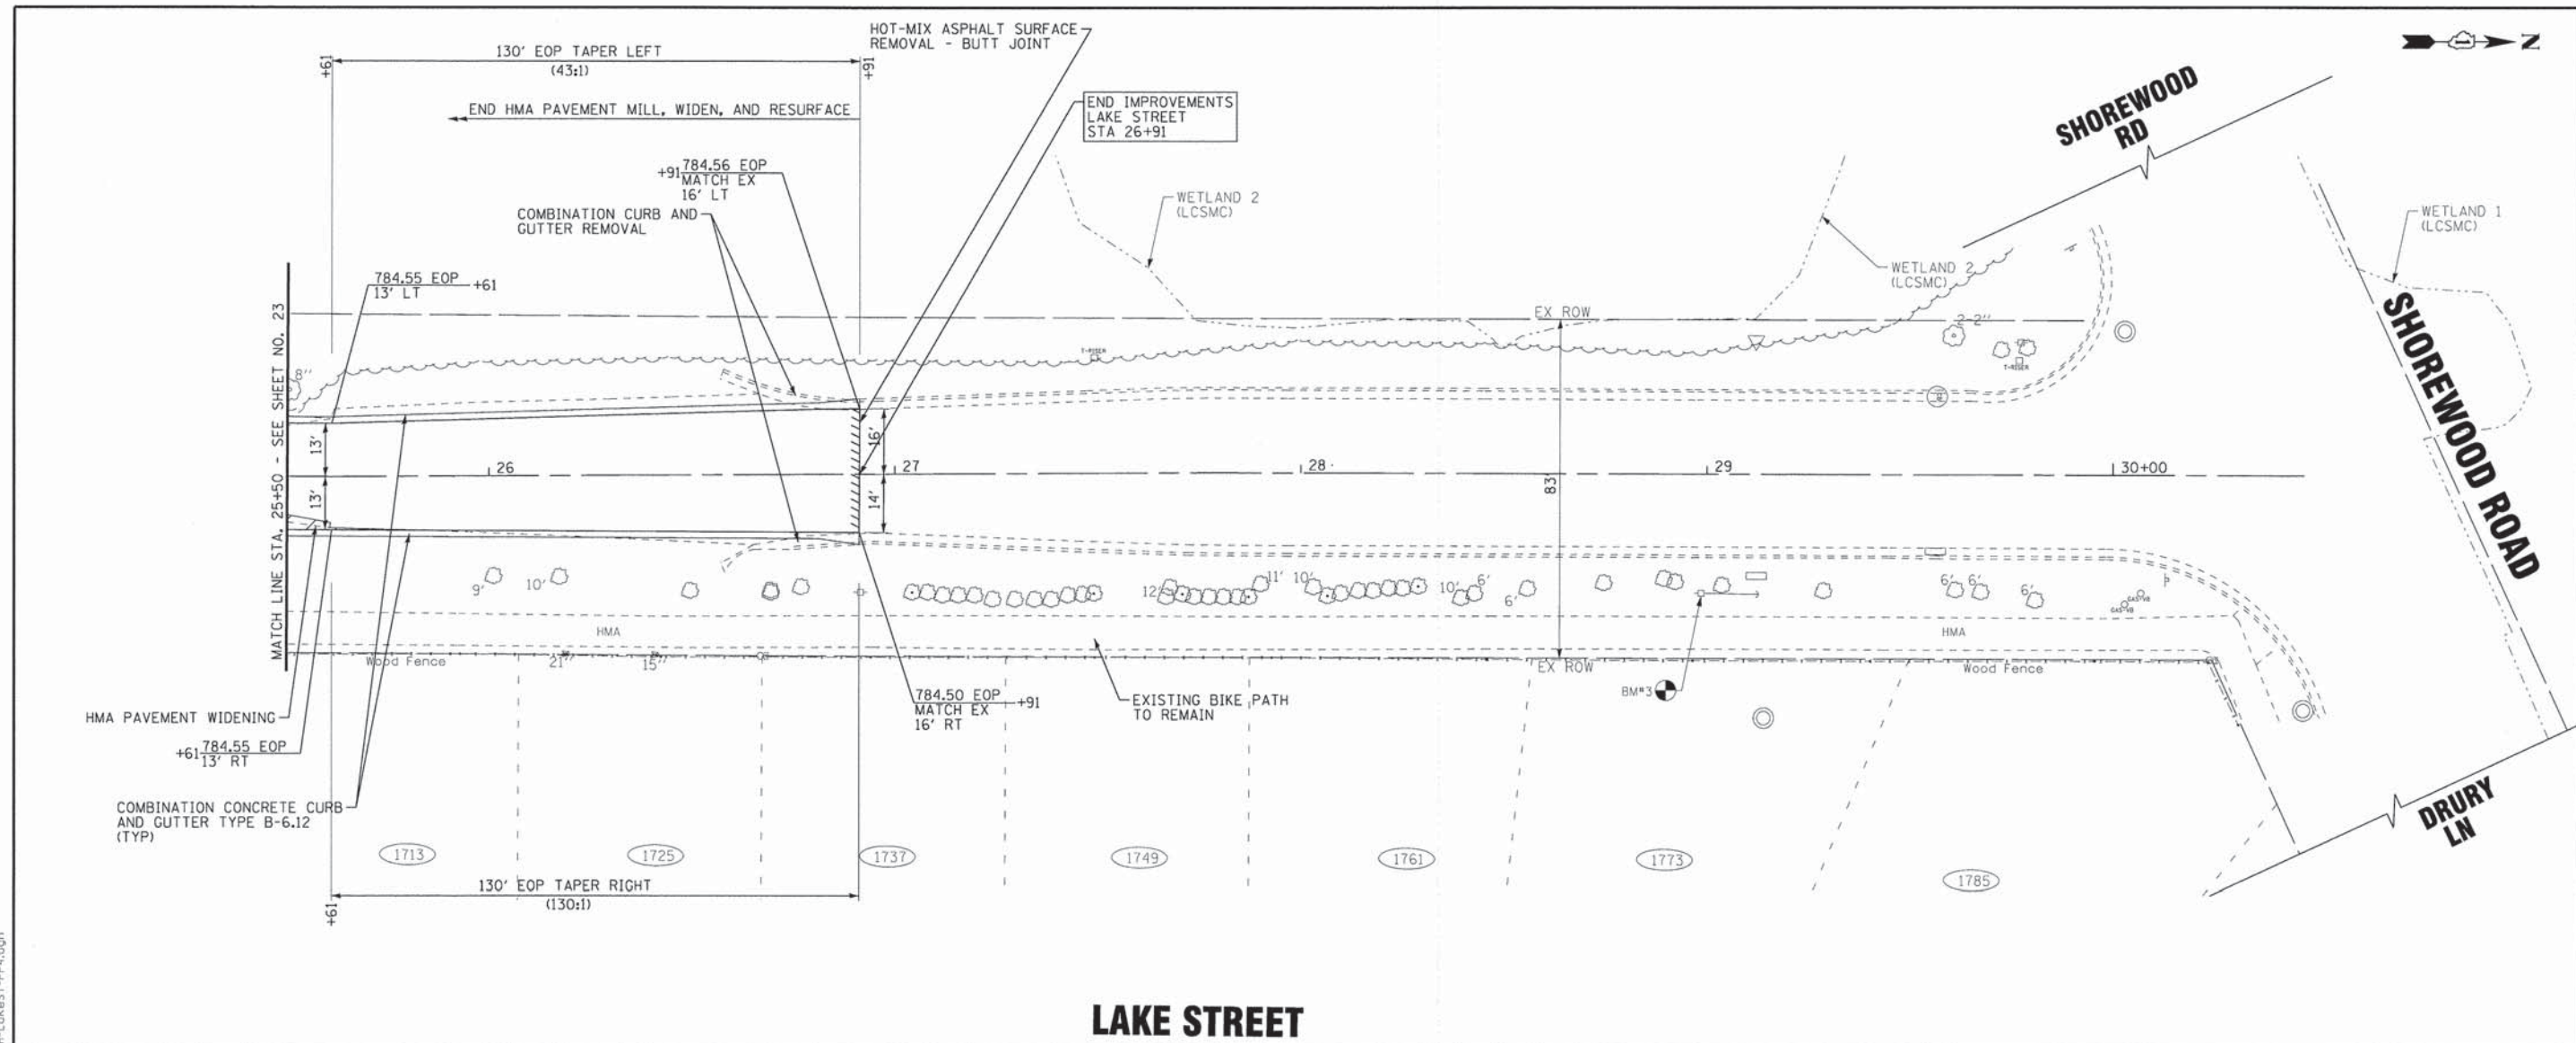 130' EOP TAPER LEFT
(43:1)
+61
+91
HOT-MIX ASPHALT SURFACE
REMOVAL - BUTT JOINT
N
END HMA PAVEMENT MILL, WIDEN, AND RESURFACE
END IMPROVEMENTS
LAKE STREET
STA 26+91
SHOREWOOD
RD
+91
784.56 EOP
MATCH EX
16' LT
COMBINATION CURB AND
GUTTER REMOVAL
WETLAND 2
(LCSMC)
WETLAND 1
(LCSMC)
WETLAND 2
(LCSMC)
784.55 EOP
13' LT
+61
EX ROW
2-2"
T-RISER
T-RISER
8"
MATCH LINE STA. 25+50 - SEE SHEET NO. 23
SHOREWOOD ROAD
13'
13'
16'
14'
26
27
28
29
30+00
83'
9'
10'
12'
11'
10'
10'
6'
6'
6'
6'
6'
GAS*VB
GAS*VB
HMA
HMA
Wood Fence
21"
15"
EX ROW
Wood Fence
BM#3
HMA PAVEMENT WIDENING
784.50 EOP
MATCH EX
16' RT
+91
EXISTING BIKE PATH
TO REMAIN
+61
784.55 EOP
13' RT
COMBINATION CONCRETE CURB
AND GUTTER TYPE B-6.12
(TYP)
DRURY
LN
1713
1725
1737
1749
1761
1773
1785
130' EOP TAPER RIGHT
(130:1)
+61
LAKE STREET